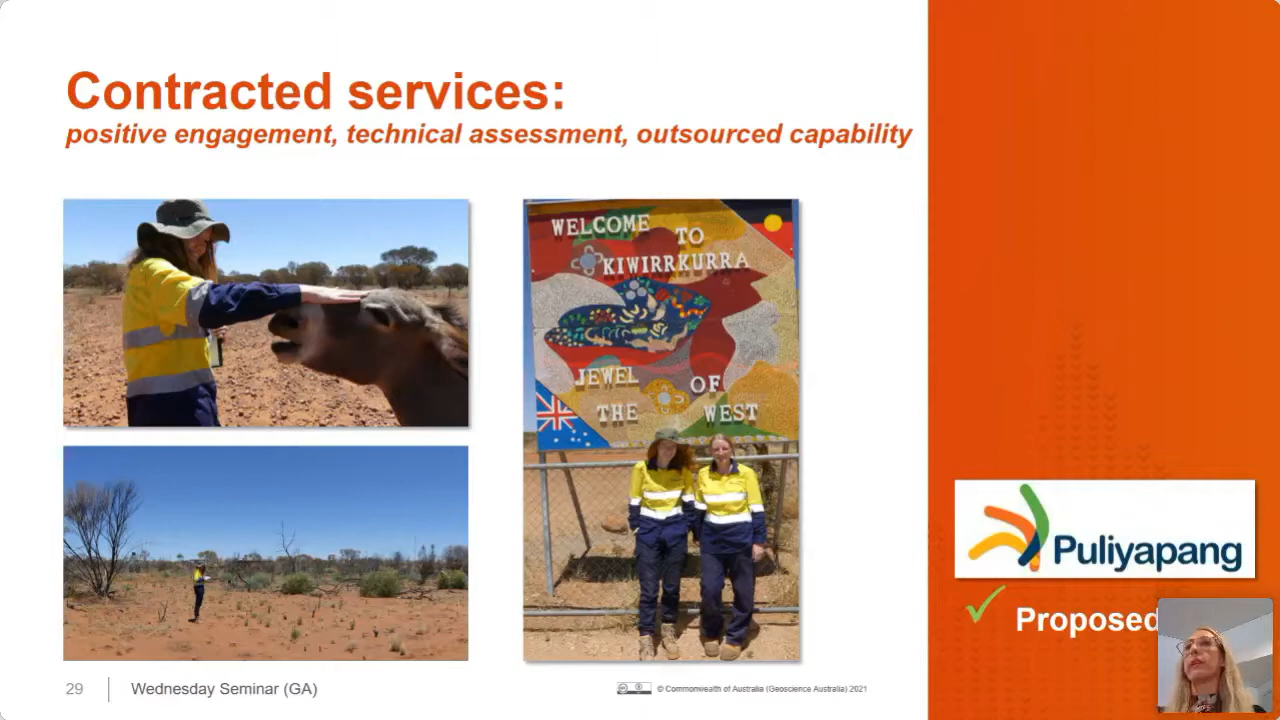 Contracted services:
positive engagement, technical assessment, outsourced capability
WELCOME
TO
KIWIRRKURRA
JEWEL OF
THE WEST
Puliyapang
Proposed
29 Wednesday Seminar (GA)
© Commonwealth of Australia (Geoscience Australia) 2021